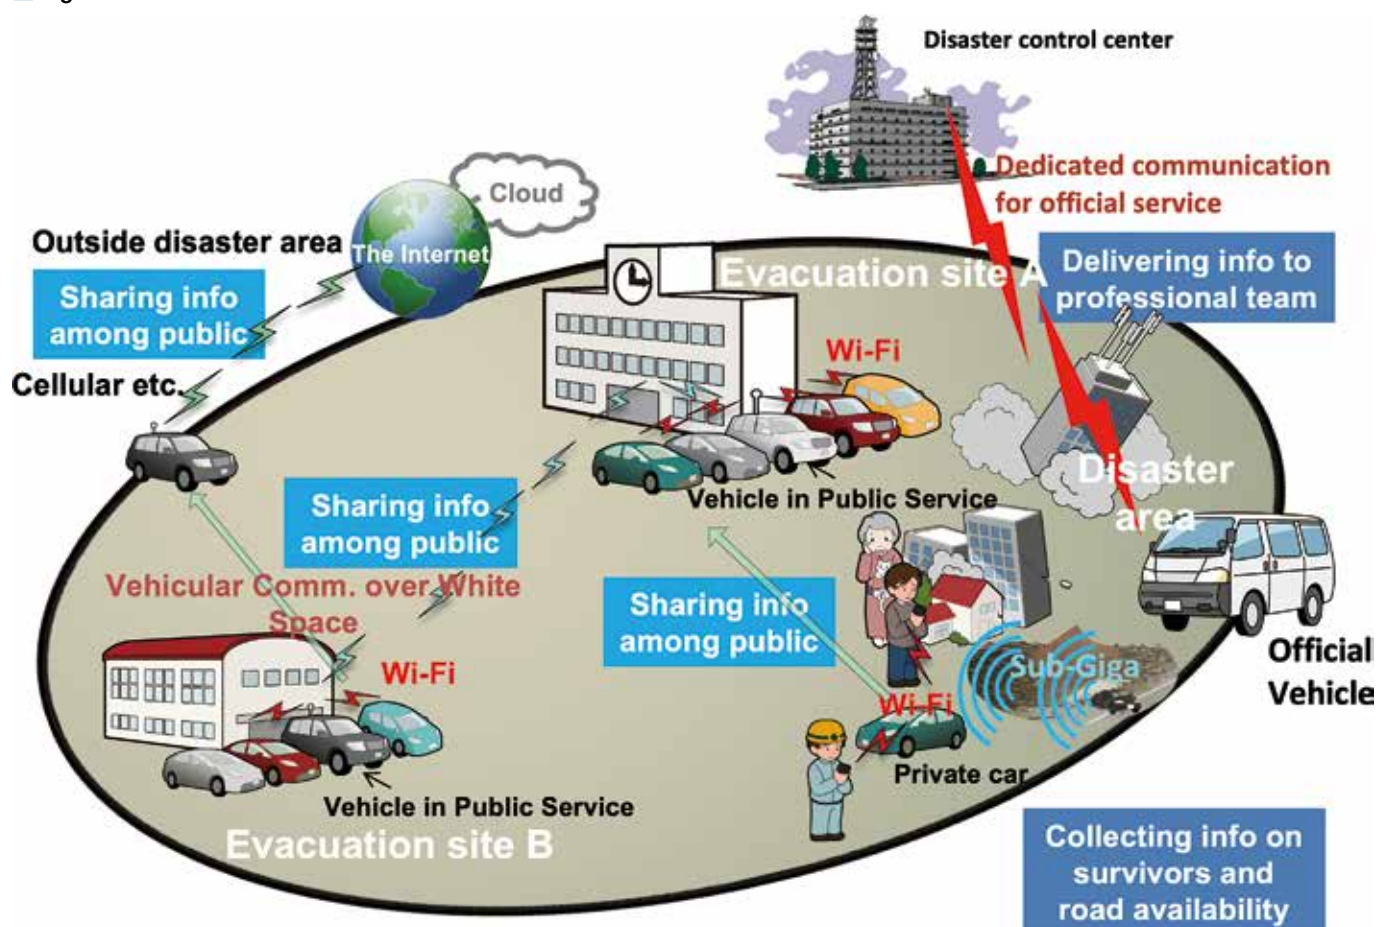 Disaster control center
Dedicated communication
for official service
Cloud
The Internet
Outside disaster area
Sharing info
among public
Cellular etc.
Evacuation site A
Delivering info to
professional team
Wi-Fi
Disaster
area
Vehicle in Public Service
Sharing info
among public
Vehicular Comm. over White
Space
Sharing info
among public
Sub-Giga
Official
Vehicle
Wi-Fi
Wi-Fi
Private car
Vehicle in Public Service
Evacuation site B
Collecting info on
survivors and
road availability